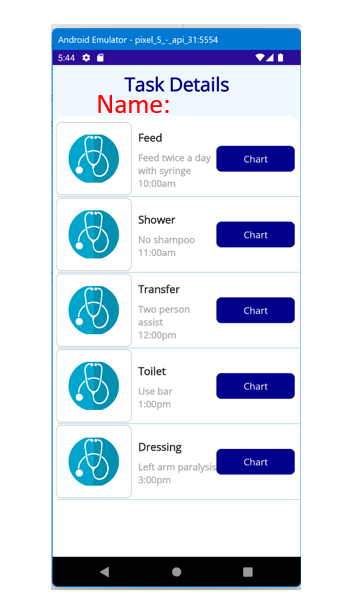 Android Emulator - pixel_5_-_api_31:5554
5:44
Task Details
Name:
Feed
Feed twice a day
with syringe
10:00am
Chart
Shower
No shampoo
11:00am
Chart
Transfer
Two person
assist
12:00pm
Chart
Toilet
Use bar
1:00pm
Chart
Dressing
Left arm paralysis
3:00pm
Chart